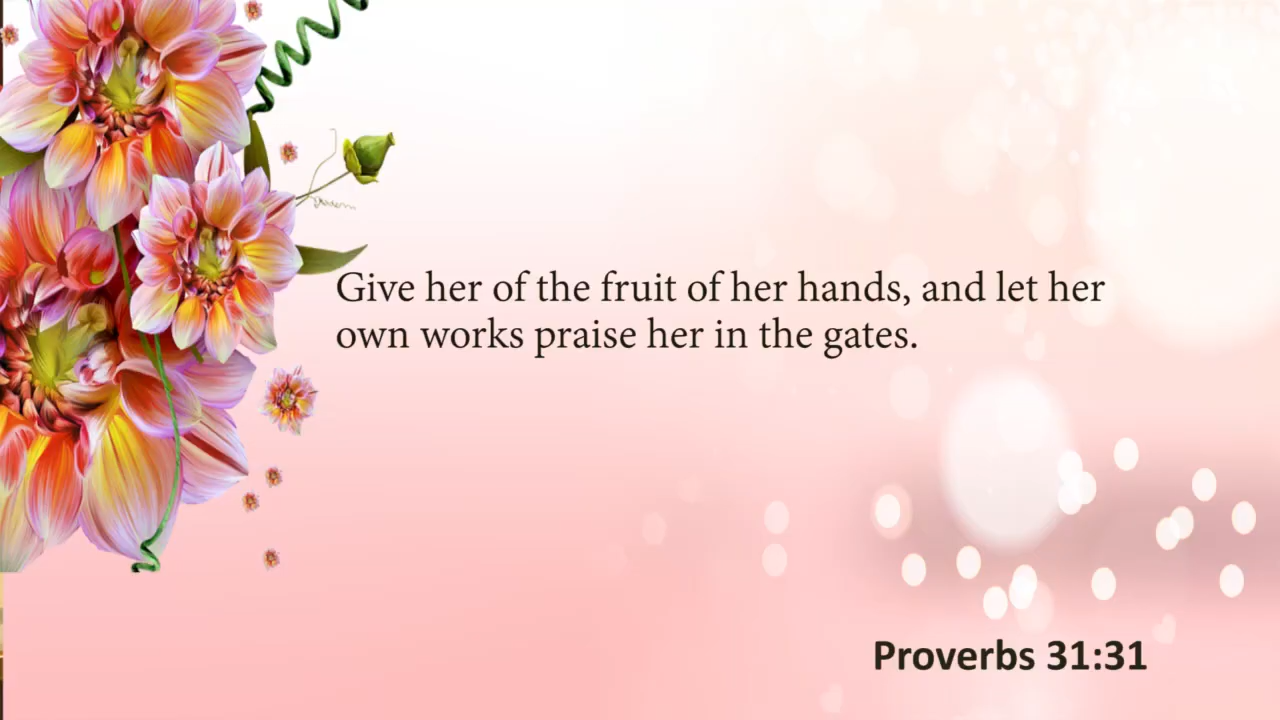 Give her of the fruit of her hands, and let her
own works praise her in the gates.
Proverbs 31:31